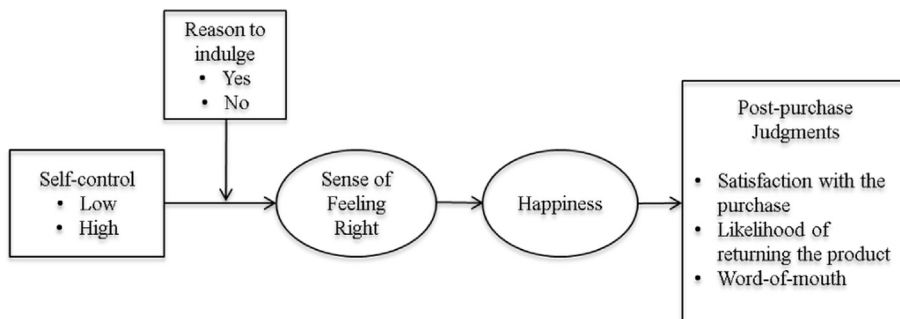 Reason to
indulge
• Yes
• No
Self-control
• Low
• High
Sense of
Feeling
Right
Happiness
Post-purchase
Judgments
• Satisfaction with the
purchase
• Likelihood of
returning the product
• Word-of-mouth